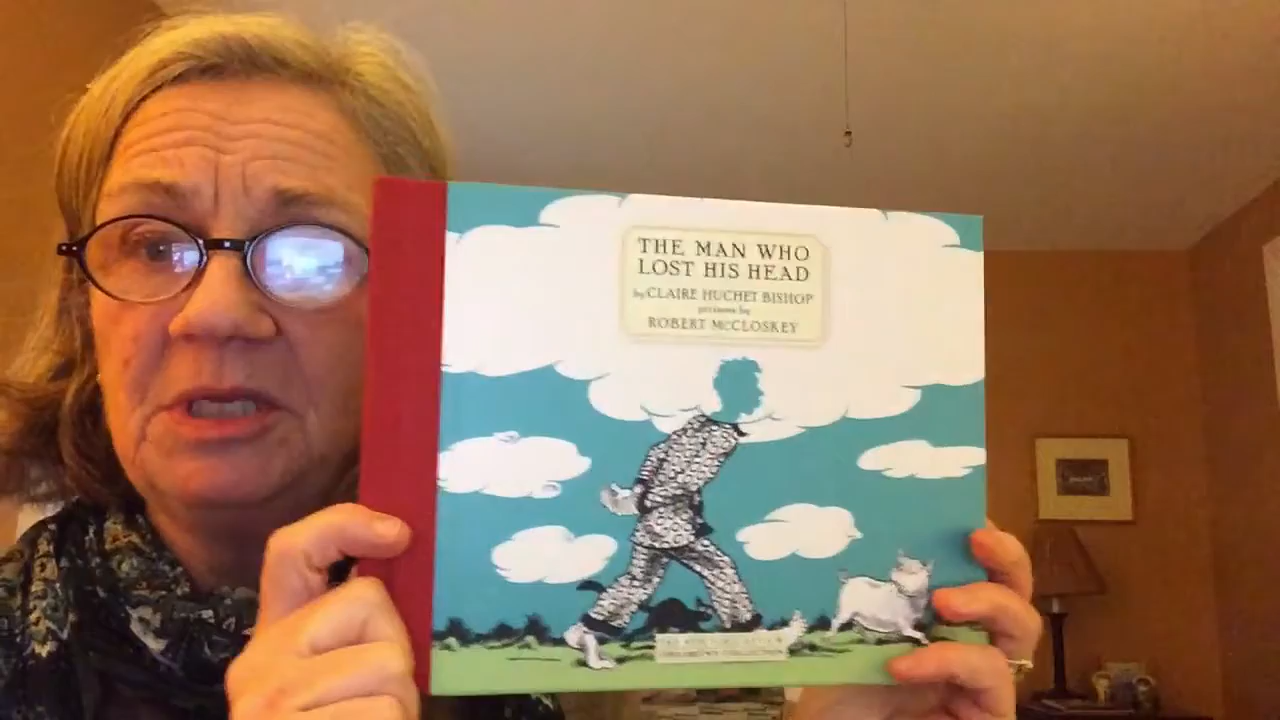 THE MAN WHO
LOST HIS HEAD
by CLAIRE HUCHET BISHOP
pictures by
ROBERT McCLOSKEY